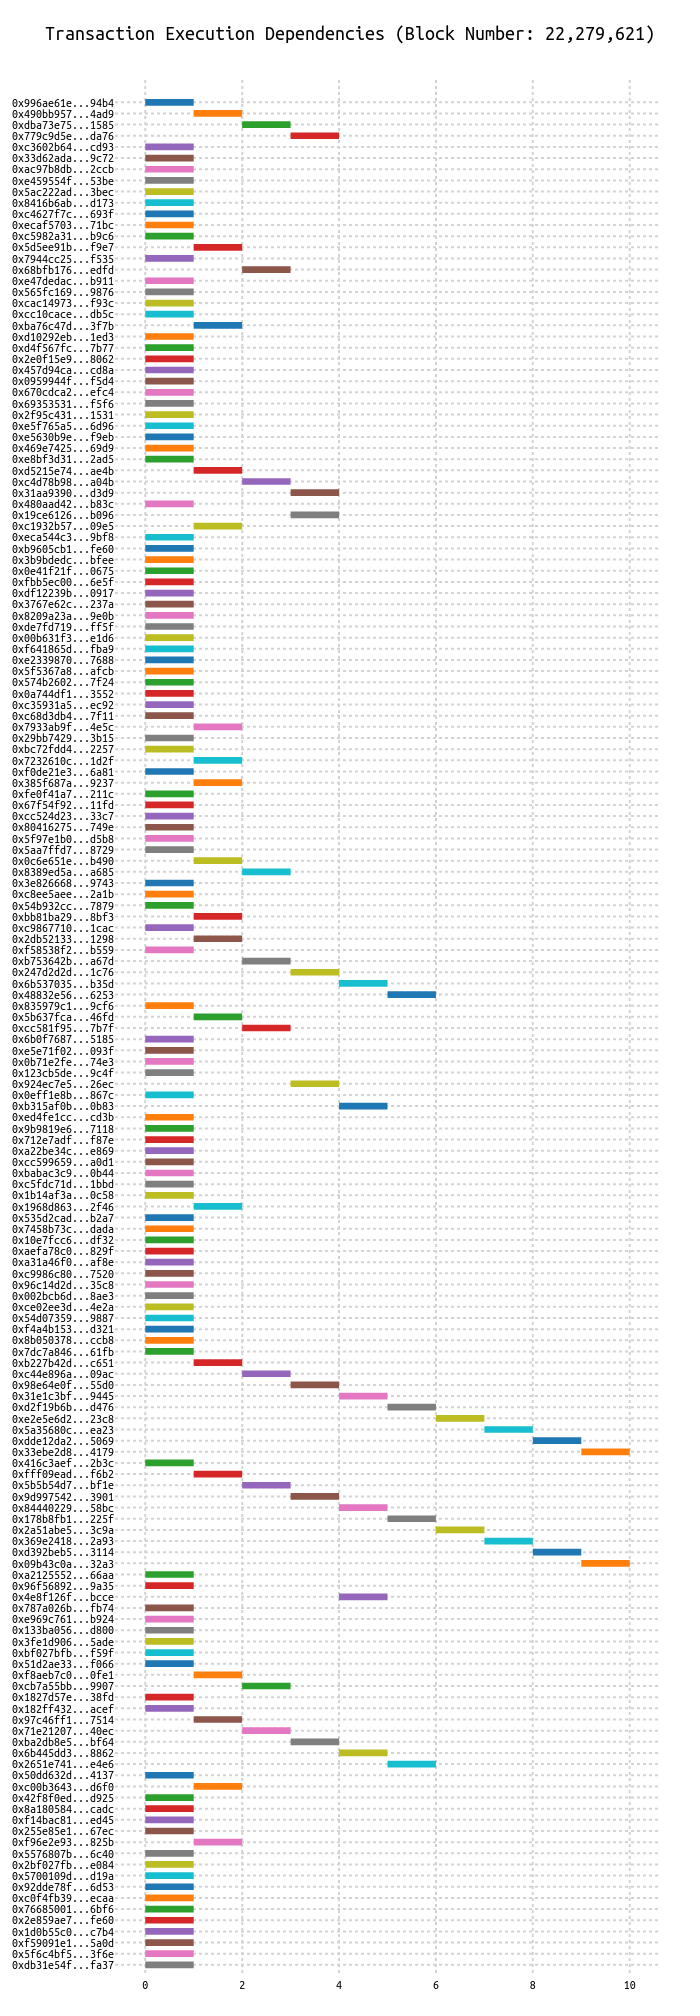 Transaction Execution Dependencies (Block Number: 22,279,621)
0x996ae61e...94b4
0x490bb957...4ad9
0xdba73e75...1585
0x779c9d5e...da76
0xc3602b64...cd93
0x33d62ada...9c72
0xac97b8db...2ccb
0xe459554f...53be
0x5ac222ad...3bec
0x8416b6ab...d173
0xc4627f7c...693f
0xecaf5703...71bc
0xc5982a31...b9c6
0x5d5ee91b...f9e7
0x7944cc25...f535
0x68bfb176...edfd
0xe47dedac...b911
0x565fc169...9876
0xcac14973...f93c
0xcc10cace...db5c
0xba76c47d...3f7b
0xd10292eb...1ed3
0xd4f567fc...7b77
0x2e0f15e9...8062
0x457d94ca...cd8a
0x0959944f...f5d4
0x670cdca2...efc4
0x69353531...f5f6
0x2f95c431...1531
0xe5f765a5...6d96
0xe5630b9e...f9eb
0x469e7425...69d9
0xe8bf3d31...2ad5
0xd5215e74...ae4b
0xc4d78b98...a04b
0x31aa9390...d3d9
0x480aad42...b83c
0x19ce6126...b096
0xc1932b57...09e5
0xeca544c3...9bf8
0xb9605cb1...fe60
0x3b9bdedc...bfee
0x0e41f21f...0675
0xfbb5ec00...6e5f
0xdf12239b...0917
0x3767e62c...237a
0x8209a23a...9e0b
0xde7fd719...ff5f
0x00b631f3...e1d6
0xf641865d...fba9
0xe2339870...7688
0x5f5367a8...afcb
0x574b2602...7f24
0x0a744df1...3552
0xc35931a5...ec92
0xc68d3db4...7f11
0x7933ab9f...4e5c
0x29bb7429...3b15
0xbc72fdd4...2257
0x7232610c...1d2f
0xf0de21e3...6a81
0x385f687a...9237
0xfe0f41a7...211c
0x67f54f92...11fd
0xcc524d23...33c7
0x80416275...749e
0x5f97e1b0...d5b8
0x5aa7ffd7...8729
0x0c6e651e...b490
0x8389ed5a...a685
0x3e826668...9743
0xc8ee5aee...2a1b
0x54b932cc...7879
0xbb81ba29...8bf3
0xc9867710...1cac
0x2db52133...1298
0xf58538f2...b559
0xb753642b...a67d
0x247d2d2d...1c76
0x6b537035...b35d
0x48832e56...6253
0x835979c1...9cf6
0x5b637fca...46fd
0xcc581f95...7b7f
0x6b0f7687...5185
0xe5e71f02...093f
0x0b71e2fe...74e3
0x123cb5de...9c4f
0x924ec7e5...26ec
0x0eff1e8b...867c
0xb315af0b...0b83
0xed4fe1cc...cd3b
0x9b9819e6...7118
0x712e7adf...f87e
0xa22be34c...e869
0xcc599659...a0d1
0xbabac3c9...0b44
0xc5fdc71d...1bbd
0x1b14af3a...0c58
0x1968d863...2f46
0x535d2cad...b2a7
0x7458b73c...dada
0x10e7fcc6...df32
0xaefa78c0...829f
0xa31a46f0...af8e
0xc9986c80...7520
0x96c14d2d...35c8
0x002bcb6d...8ae3
0xce02ee3d...4e2a
0x54d07359...9887
0xf4a4b153...d321
0x8b050378...ccb8
0x7dc7a846...61fb
0xb227b42d...c651
0xc44e896a...09ac
0x98e64e0f...55d0
0x31e1c3bf...9445
0xd2f19b6b...d476
0xe2e5e6d2...23c8
0x5a35680c...ea23
0xdde12da2...5069
0x33ebe2d8...4179
0x416c3aef...2b3c
0xfff09ead...f6b2
0x5b5b54d7...bf1e
0x9d997542...3901
0x84440229...58bc
0x178b8fb1...225f
0x2a51abe5...3c9a
0x369e2418...2a93
0xd392beb5...3114
0x09b43c0a...32a3
0xa2125552...66aa
0x96f56892...9a35
0x4e8f126f...bcce
0x787a026b...fb74
0xe969c761...b924
0x133ba056...d800
0x3fe1d906...5ade
0xbf027bfb...f59f
0x51d2ae33...f066
0xf8aeb7c0...0fe1
0xcb7a55bb...9907
0x1827d57e...38fd
0x182ff432...acef
0x97c46ff1...7514
0x71e21207...40ec
0xba2db8e5...bf64
0x6b445dd3...8862
0x2651e741...e4e6
0x50dd632d...4137
0xc00b3643...d6f0
0x42f8f0ed...d925
0x8a180584...cadc
0xf14bac81...ed45
0x255e85e1...67ec
0xf96e2e93...825b
0x5576807b...6c40
0x2bf027fb...e084
0x5700109d...d19a
0x92dde78f...6d53
0xc0f4fb39...ecaa
0x76685001...6bf6
0x2e859ae7...fe60
0x1d0b55c0...c7b4
0xf59091e1...5a0d
0x5f6c4bf5...3f6e
0xdb31e54f...fa37
0 2 4 6 8 10